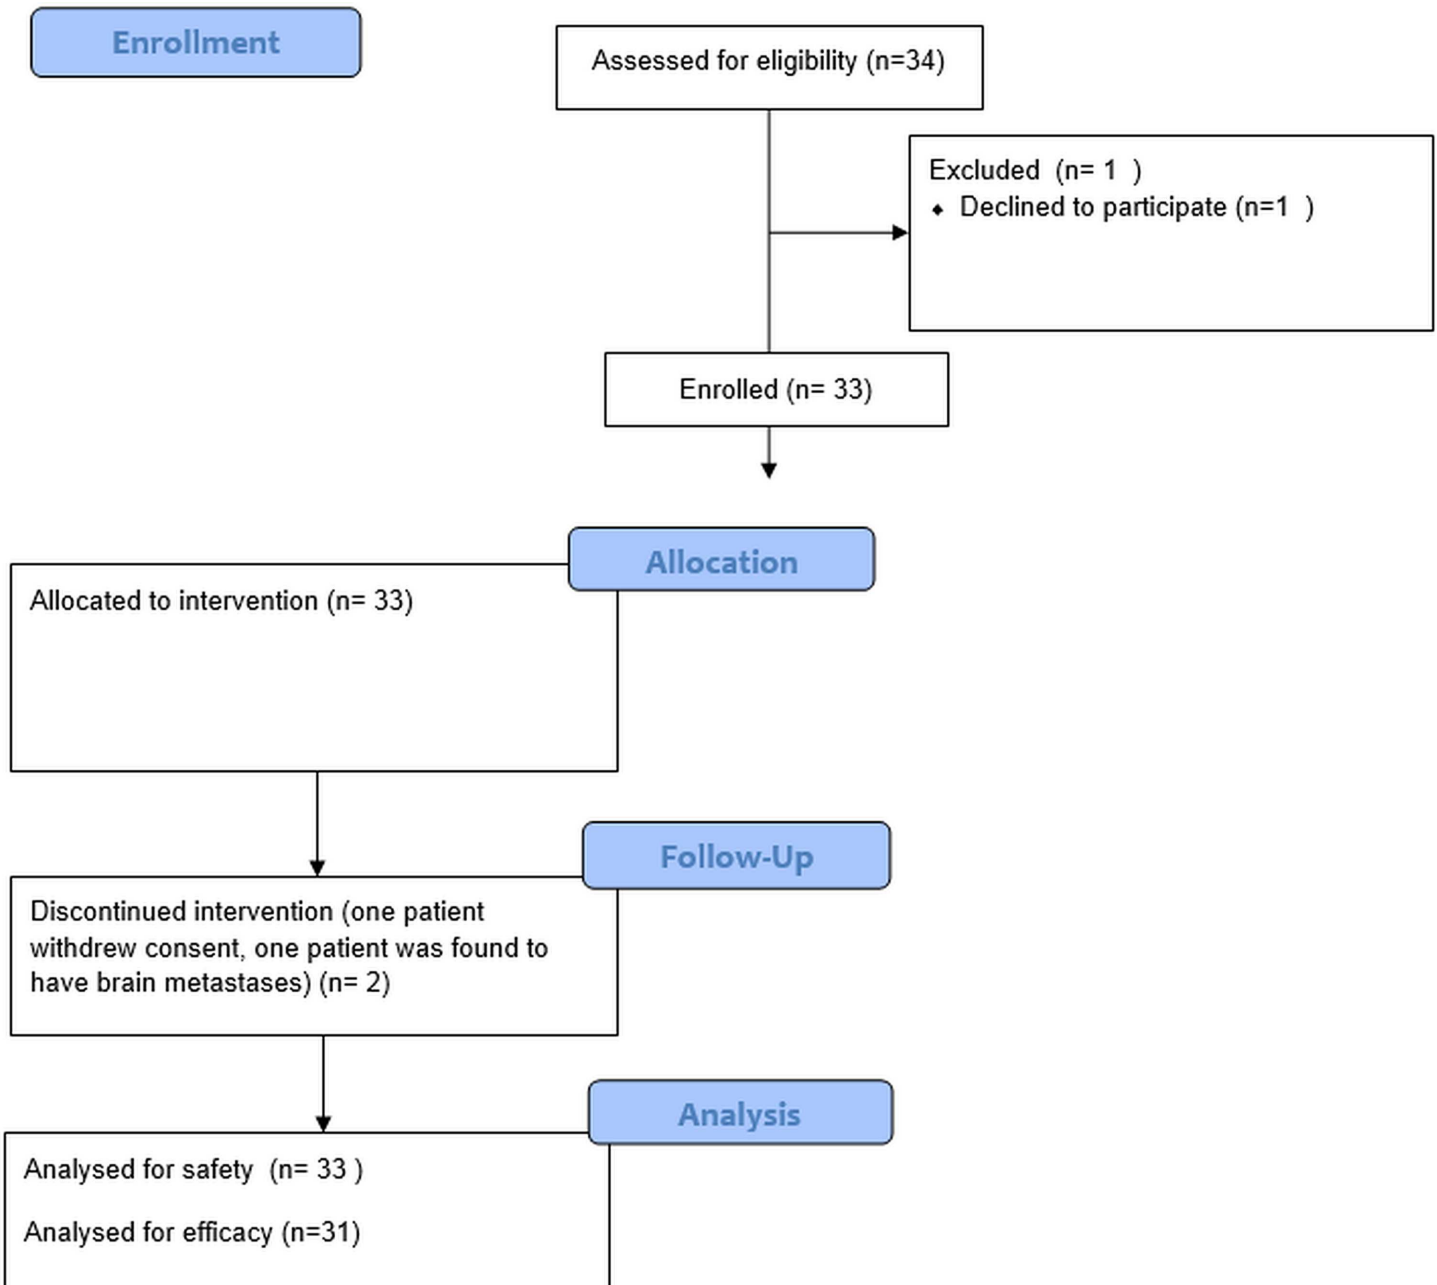 Enrollment
Assessed for eligibility (n=34)
Excluded  (n= 1  )
⬥ Declined to participate (n=1  )
Enrolled (n= 33)
Allocation
Allocated to intervention (n= 33)
Follow-Up
Discontinued intervention (one patient
withdrew consent, one patient was found to
have brain metastases) (n= 2)
Analysis
Analysed for safety  (n= 33 )
Analysed for efficacy (n=31)